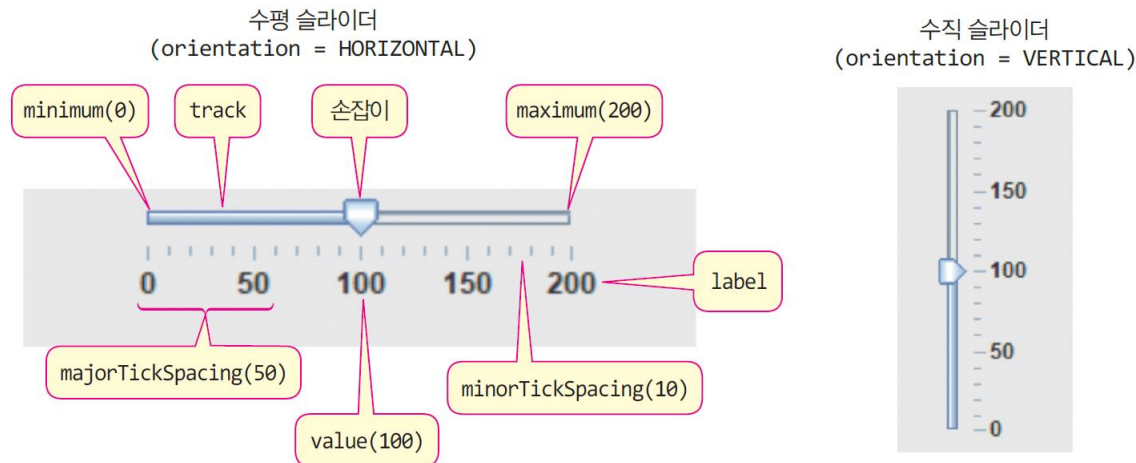 수평 슬라이더
(orientation = HORIZONTAL)
minimum(0)
track
손잡이
maximum(200)
0 50 100 150 200
label
majorTickSpacing(50)
value(100)
minorTickSpacing(10)
수직 슬라이더
(orientation = VERTICAL)
200
150
100
50
0